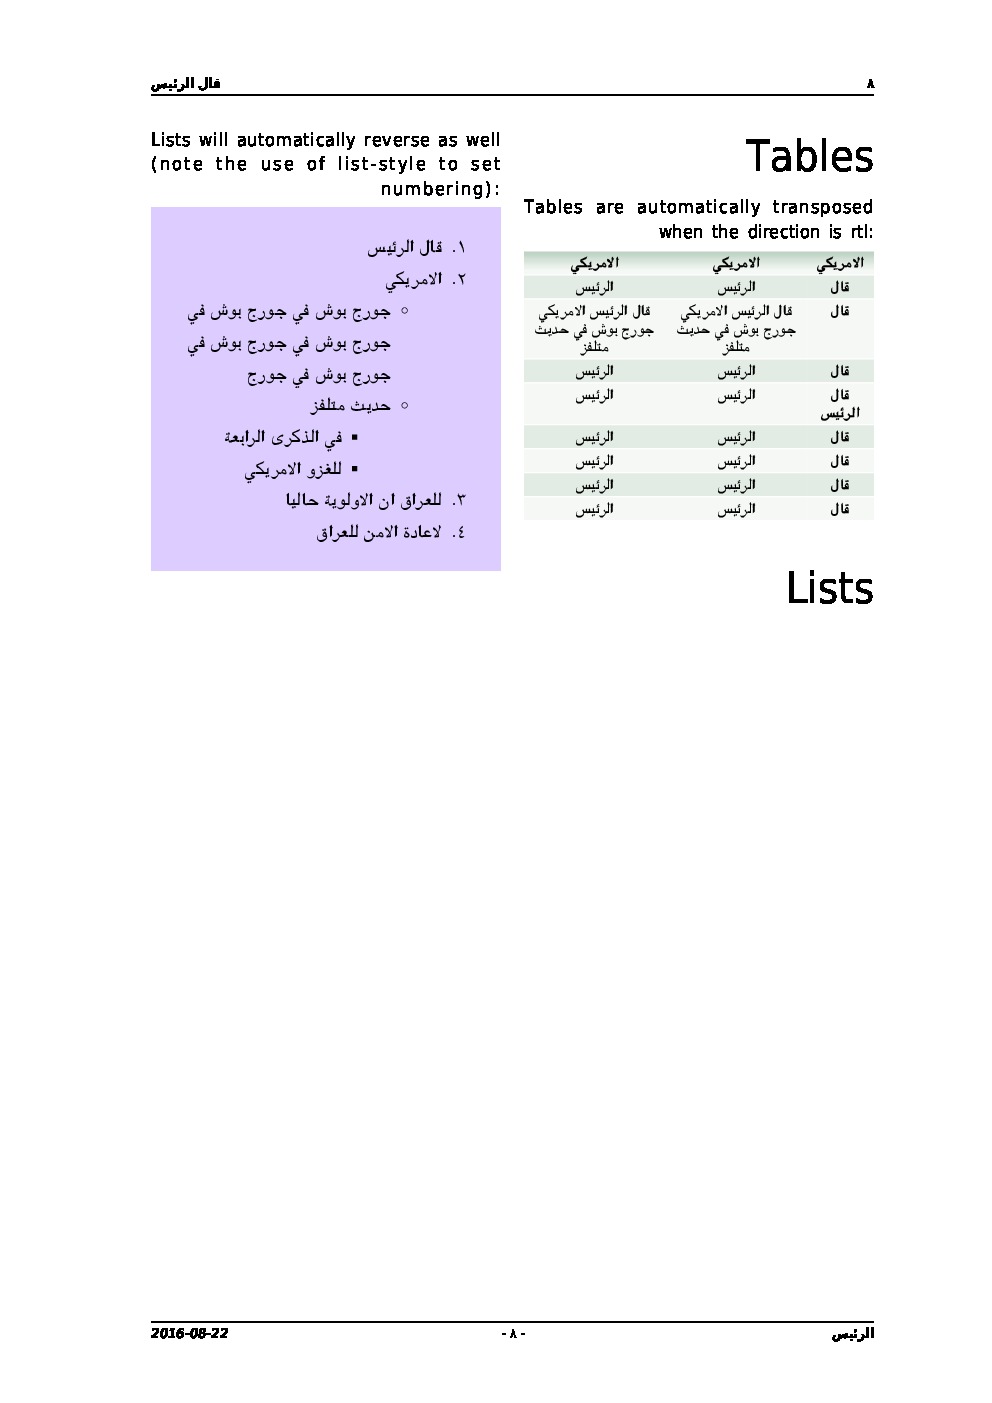 ٨ قال الرئيس
Tables
Tables are automatically transposed
when the direction is rtl:
الامريكي الامريكي الامريكي
قال الرئيس الرئيس
قال قال الرئيس الامريكي قال الرئيس الامريكي
جورج بوش في حديث جورج بوش في حديث
متلفز متلفز
قال الرئيس الرئيس
قال الرئيس الرئيس
الرئيس
قال الرئيس الرئيس
قال الرئيس الرئيس
قال الرئيس الرئيس
قال الرئيس الرئيس
Lists
Lists will automatically reverse as well
(note the use of list-style to set
numbering):
١. قال الرئيس
٢. الامريكي
◦ جورج بوش في جورج بوش في
جورج بوش في جورج بوش في
جورج بوش في جورج
◦ حديث متلفز
▪ في الذكرى الرابعة
▪ للغزو الامريكي
٣. للعراق ان الاولوية حاليا
٤. لاعادة الامن للعراق
الرئيس - ٨ - 2016-08-22